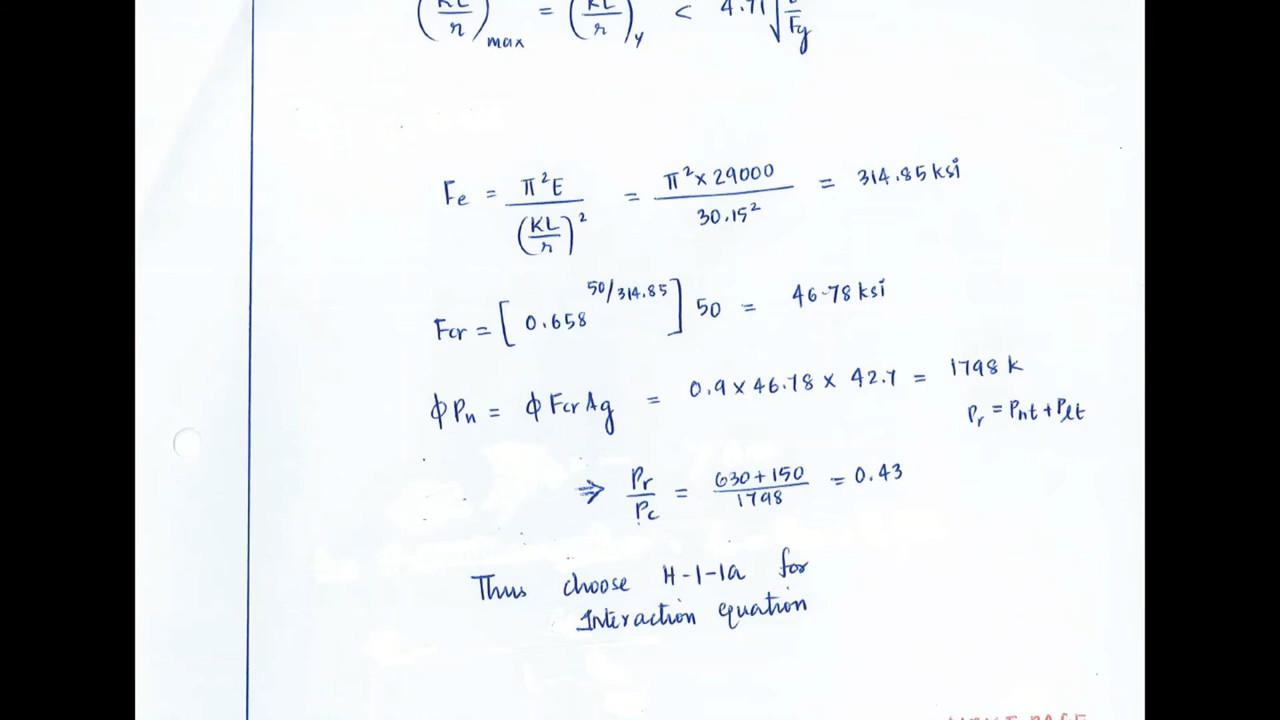 (KL/r)max = (KL/r)y < 4.71√(E/Fy)
Fe = π²E/(KL/r)² = π²×29000/30.15² = 314.85 ksi
Fcr = [0.658^(50/314.85)] 50 = 46.78 ksi
ϕPn = ϕ Fcr Ag = 0.9 × 46.78 × 42.7 = 1798 k
Pr = Pnt + Plt
⇒ Pr/Pc = (630+150)/1798 = 0.43
Thus choose H-1-1a for
Interaction equation